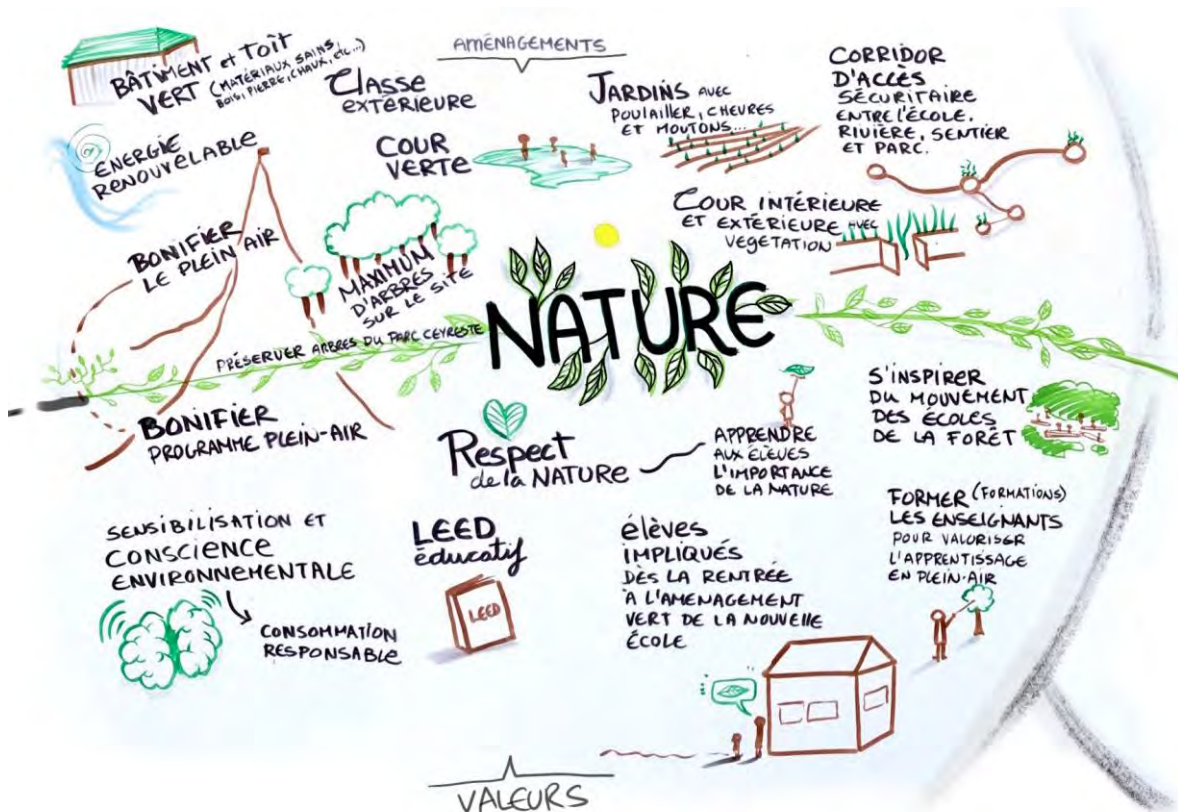 AMÉNAGEMENTS
BÂTIMENT et TOÎT
VERT (MATÉRIAUX SAINS,
BOIS, PIERRE, CHAUX, ETC...)
CLASSE
EXTÉRIEURE
JARDINS AVEC
POULAILLER, CHÈVRES
ET MOUTONS...
CORRIDOR
D'ACCÈS
SÉCURITAIRE
ENTRE L'ÉCOLE,
RIVIÈRE, SENTIER
ET PARC.
ÉNERGIE
RENOUVELABLE
COUR
VERTE
COUR INTÉRIEURE
ET EXTÉRIEURE AVEC
VEGETATION
BONIFIER
LE PLEIN AIR
MAXIMUM
D'ARBRES
SUR LE SITE
NATURE
PRÉSERVER ARBRES DU PARC CEYRESTE
BONIFIER
PROGRAMME PLEIN-AIR
Respect
de la NATURE
APPRENDRE
AUX ÉLÈVES
L'IMPORTANCE
DE LA NATURE
S'INSPIRER
DU MOUVEMENT
DES ÉCOLES
DE LA FORÊT
SENSIBILISATION ET
CONSCIENCE
ENVIRONNEMENTALE
CONSOMMATION
RESPONSABLE
LEED
éducatif
LEED
élèves
IMPLIQUÉS
DÈS LA RENTRÉE
À L'AMENAGEMENT
VERT DE LA NOUVELLE
ÉCOLE
FORMER (FORMATIONS)
LES ENSEIGNANTS
POUR VALORISER
L'APPRENTISSAGE
EN PLEIN-AIR
VALEURS